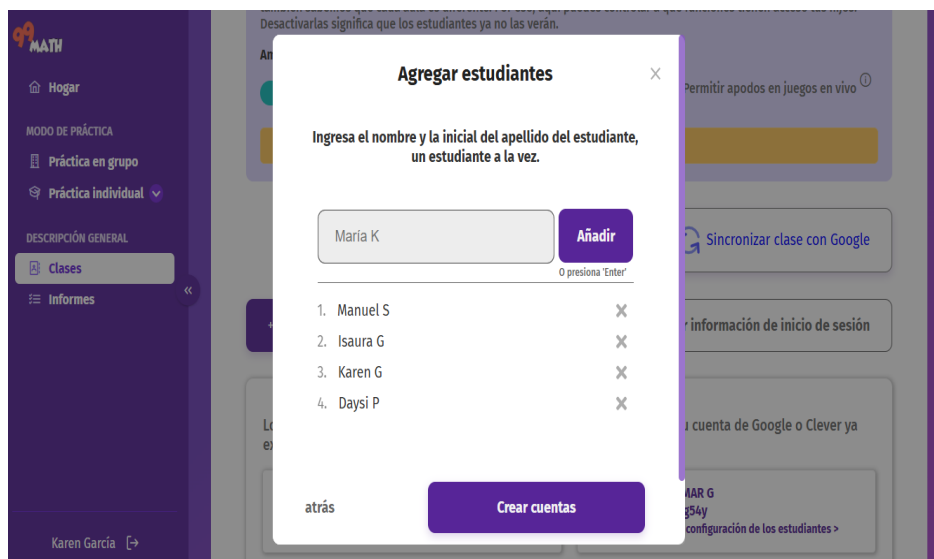 99 MATH
Hogar
MODO DE PRÁCTICA
Práctica en grupo
Práctica individual
DESCRIPCIÓN GENERAL
Clases
Informes
«
Karen García
Desactivarlas significa que los estudiantes ya no las verán.
Permitir apodos en juegos en vivo
Sincronizar clase con Google
información de inicio de sesión
cuenta de Google o Clever ya
configuración de los estudiantes >
Agregar estudiantes
Ingresa el nombre y la inicial del apellido del estudiante,
un estudiante a la vez.
María K
Añadir
O presiona 'Enter'
1. Manuel S
2. Isaura G
3. Karen G
4. Daysi P
atrás
Crear cuentas